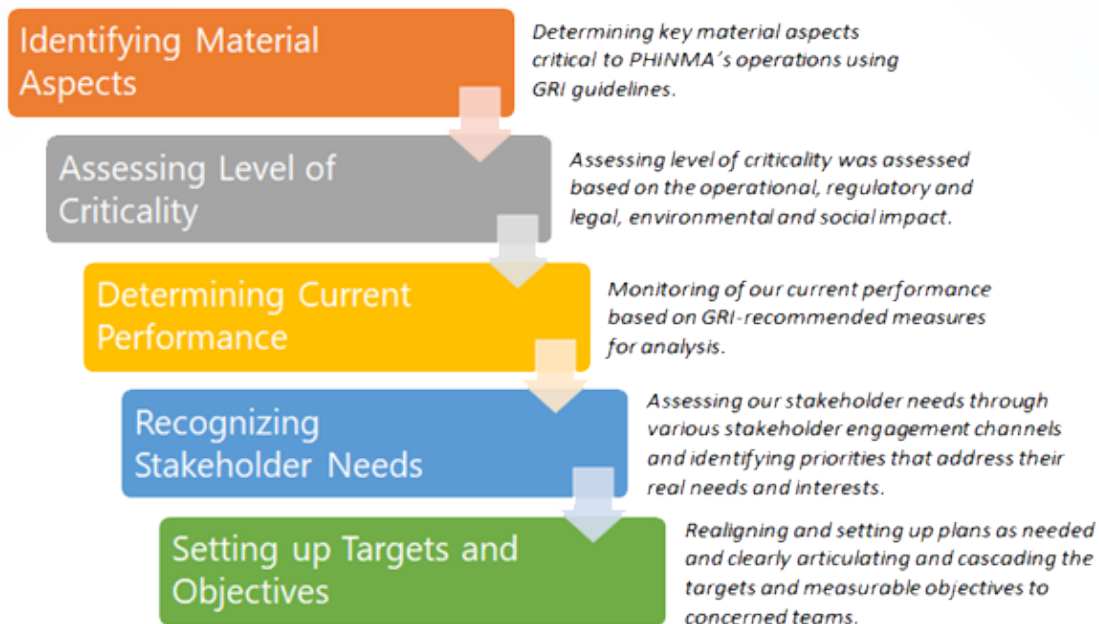 Identifying Material
Aspects
Determining key material aspects
critical to PHINMA's operations using
GRI guidelines.
Assessing Level of
Criticality
Assessing level of criticality was assessed
based on the operational, regulatory and
legal, environmental and social impact.
Determining Current
Performance
Monitoring of our current performance
based on GRI-recommended measures
for analysis.
Recognizing
Stakeholder Needs
Assessing our stakeholder needs through
various stakeholder engagement channels
and identifying priorities that address their
real needs and interests.
Setting up Targets and
Objectives
Realigning and setting up plans as needed
and clearly articulating and cascading the
targets and measurable objectives to
concerned teams.